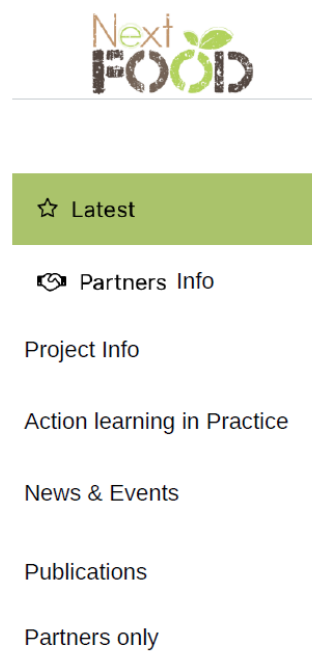 Next
FOOD
Latest
Partners Info
Project Info
Action learning in Practice
News & Events
Publications
Partners only